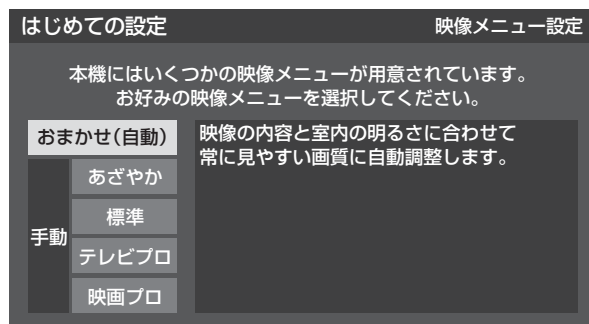 はじめての設定
映像メニュー設定
本機にはいくつかの映像メニューが用意されています。
お好みの映像メニューを選択してください。
おまかせ(自動)
手動
あざやか
標準
テレビプロ
映画プロ
映像の内容と室内の明るさに合わせて
常に見やすい画質に自動調整します。